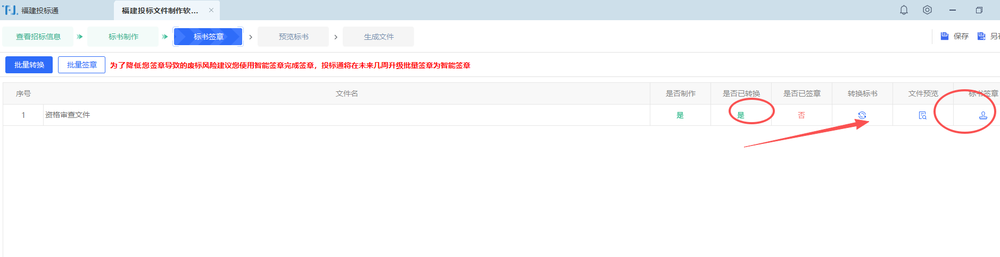 福建投标通
福建投标文件制作软...
查看招标信息
标书制作
标书签章
预览标书
生成文件
保存
另存
批量转换
批量签章
为了降低您签章导致的废标风险建议您使用智能签章完成签章，投标通将在未来几周升级批量签章为智能签章
序号 文件名 是否制作 是否已转换 是否已签章 转换标书 文件预览 标书签章
1 资格审查文件 是 是 否